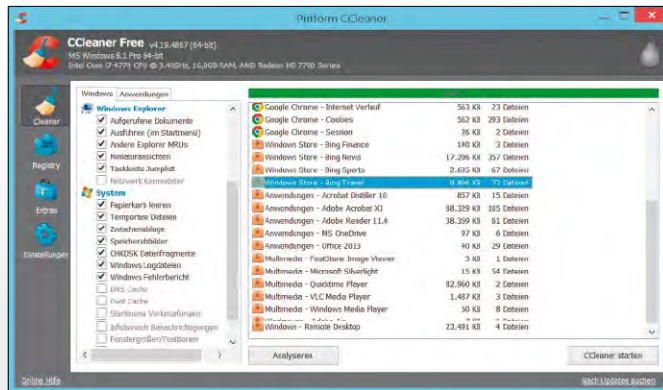 Piriform CCleaner
CCleaner Free v4.19.4867 (64-bit)
MS Windows 8.1 Pro 64-bit
Intel Core i7-4771 CPU @ 3.40GHz, 16,0GB RAM, AMD Radeon HD 7700 Series
Cleaner
Registry
Extras
Einstellungen
Windows Anwendungen
Windows Explorer
Aufgerufene Dokumente
Ausführen (im Startmenü)
Andere Explorer MRUs
Miniaturansichten
Taskleiste Jumplist
Netzwerk Kennwörter
System
Papierkorb leeren
Temporäre Dateien
Zwischenablage
Speicherabbilder
CHKDSK Datenfragmente
Windows Logdateien
Windows Fehlerbericht
DNS Cache
Font Cache
Startmenü Verknüpfungen
Infobereich Benachrichtigungen
Fenstergrößen/Positionen
Google Chrome - Internet Verlauf 563 KB 23 Dateien
Google Chrome - Cookies 562 KB 293 Dateien
Google Chrome - Session 26 KB 2 Dateien
Windows Store - Bing Finance 140 KB 3 Dateien
Windows Store - Bing News 17.296 KB 357 Dateien
Windows Store - Bing Sports 2.635 KB 67 Dateien
Windows Store - Bing Travel KB 72 Dateien
Anwendungen - Acrobat Distiller 10 857 KB 15 Dateien
Anwendungen - Adobe Acrobat XI 88.329 KB 105 Dateien
Anwendungen - Adobe Reader 11.0 38.359 KB 61 Dateien
Anwendungen - MS OneDrive 97 KB 6 Dateien
Anwendungen - Office 2013 40 KB 29 Dateien
Multimedia - FastStone Image Viewer 3 KB 1 Dateien
Multimedia - Microsoft Silverlight 15 KB 54 Dateien
Multimedia - Quicktime Player 82.960 KB 2 Dateien
Multimedia - VLC Media Player 1.487 KB 3 Dateien
Multimedia - Windows Media Player 50 KB 8 Dateien
Windows - Remote Desktop 23.491 KB 4 Dateien
Analysieren
CCleaner starten
Online Hilfe
Nach Updates suchen